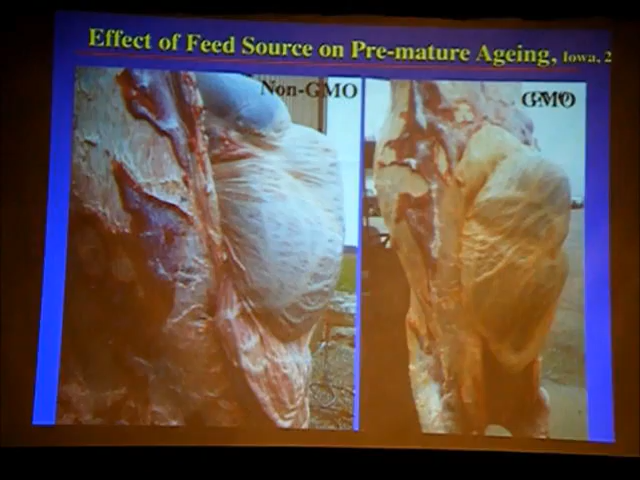 Effect of Feed Source on Pre-mature Ageing, Iowa, 2
Non-GMO
GMO